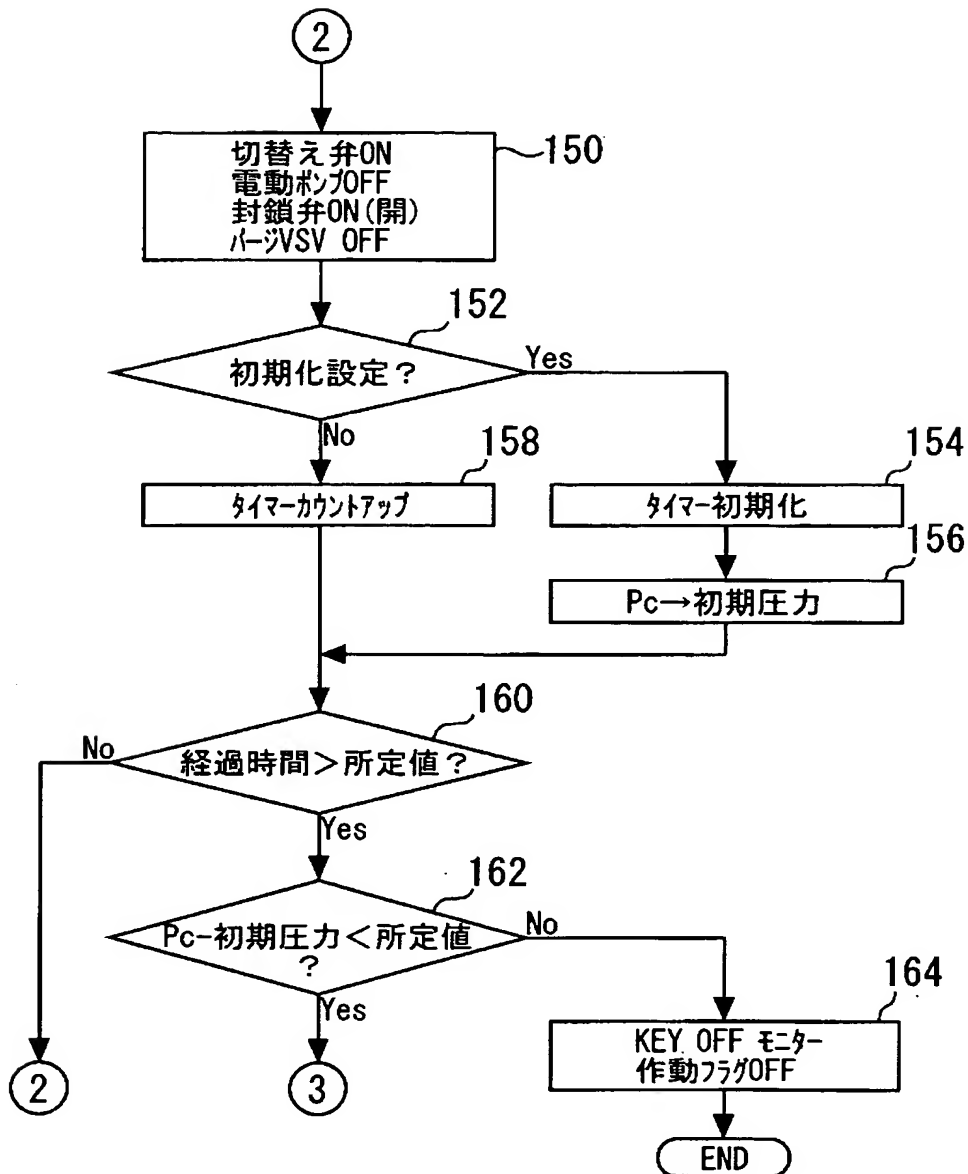 2
切替え弁ON
電動ポンプOFF
封鎖弁ON(開)
パージVSV OFF
150
152
初期化設定？
Yes
No
158
タイマーカウントアップ
154
タイマー初期化
156
Pc→初期圧力
160
No
経過時間＞所定値？
Yes
162
Pc-初期圧力＜所定値
？
No
Yes
164
KEY OFF モニター
作動フラグOFF
2
3
END